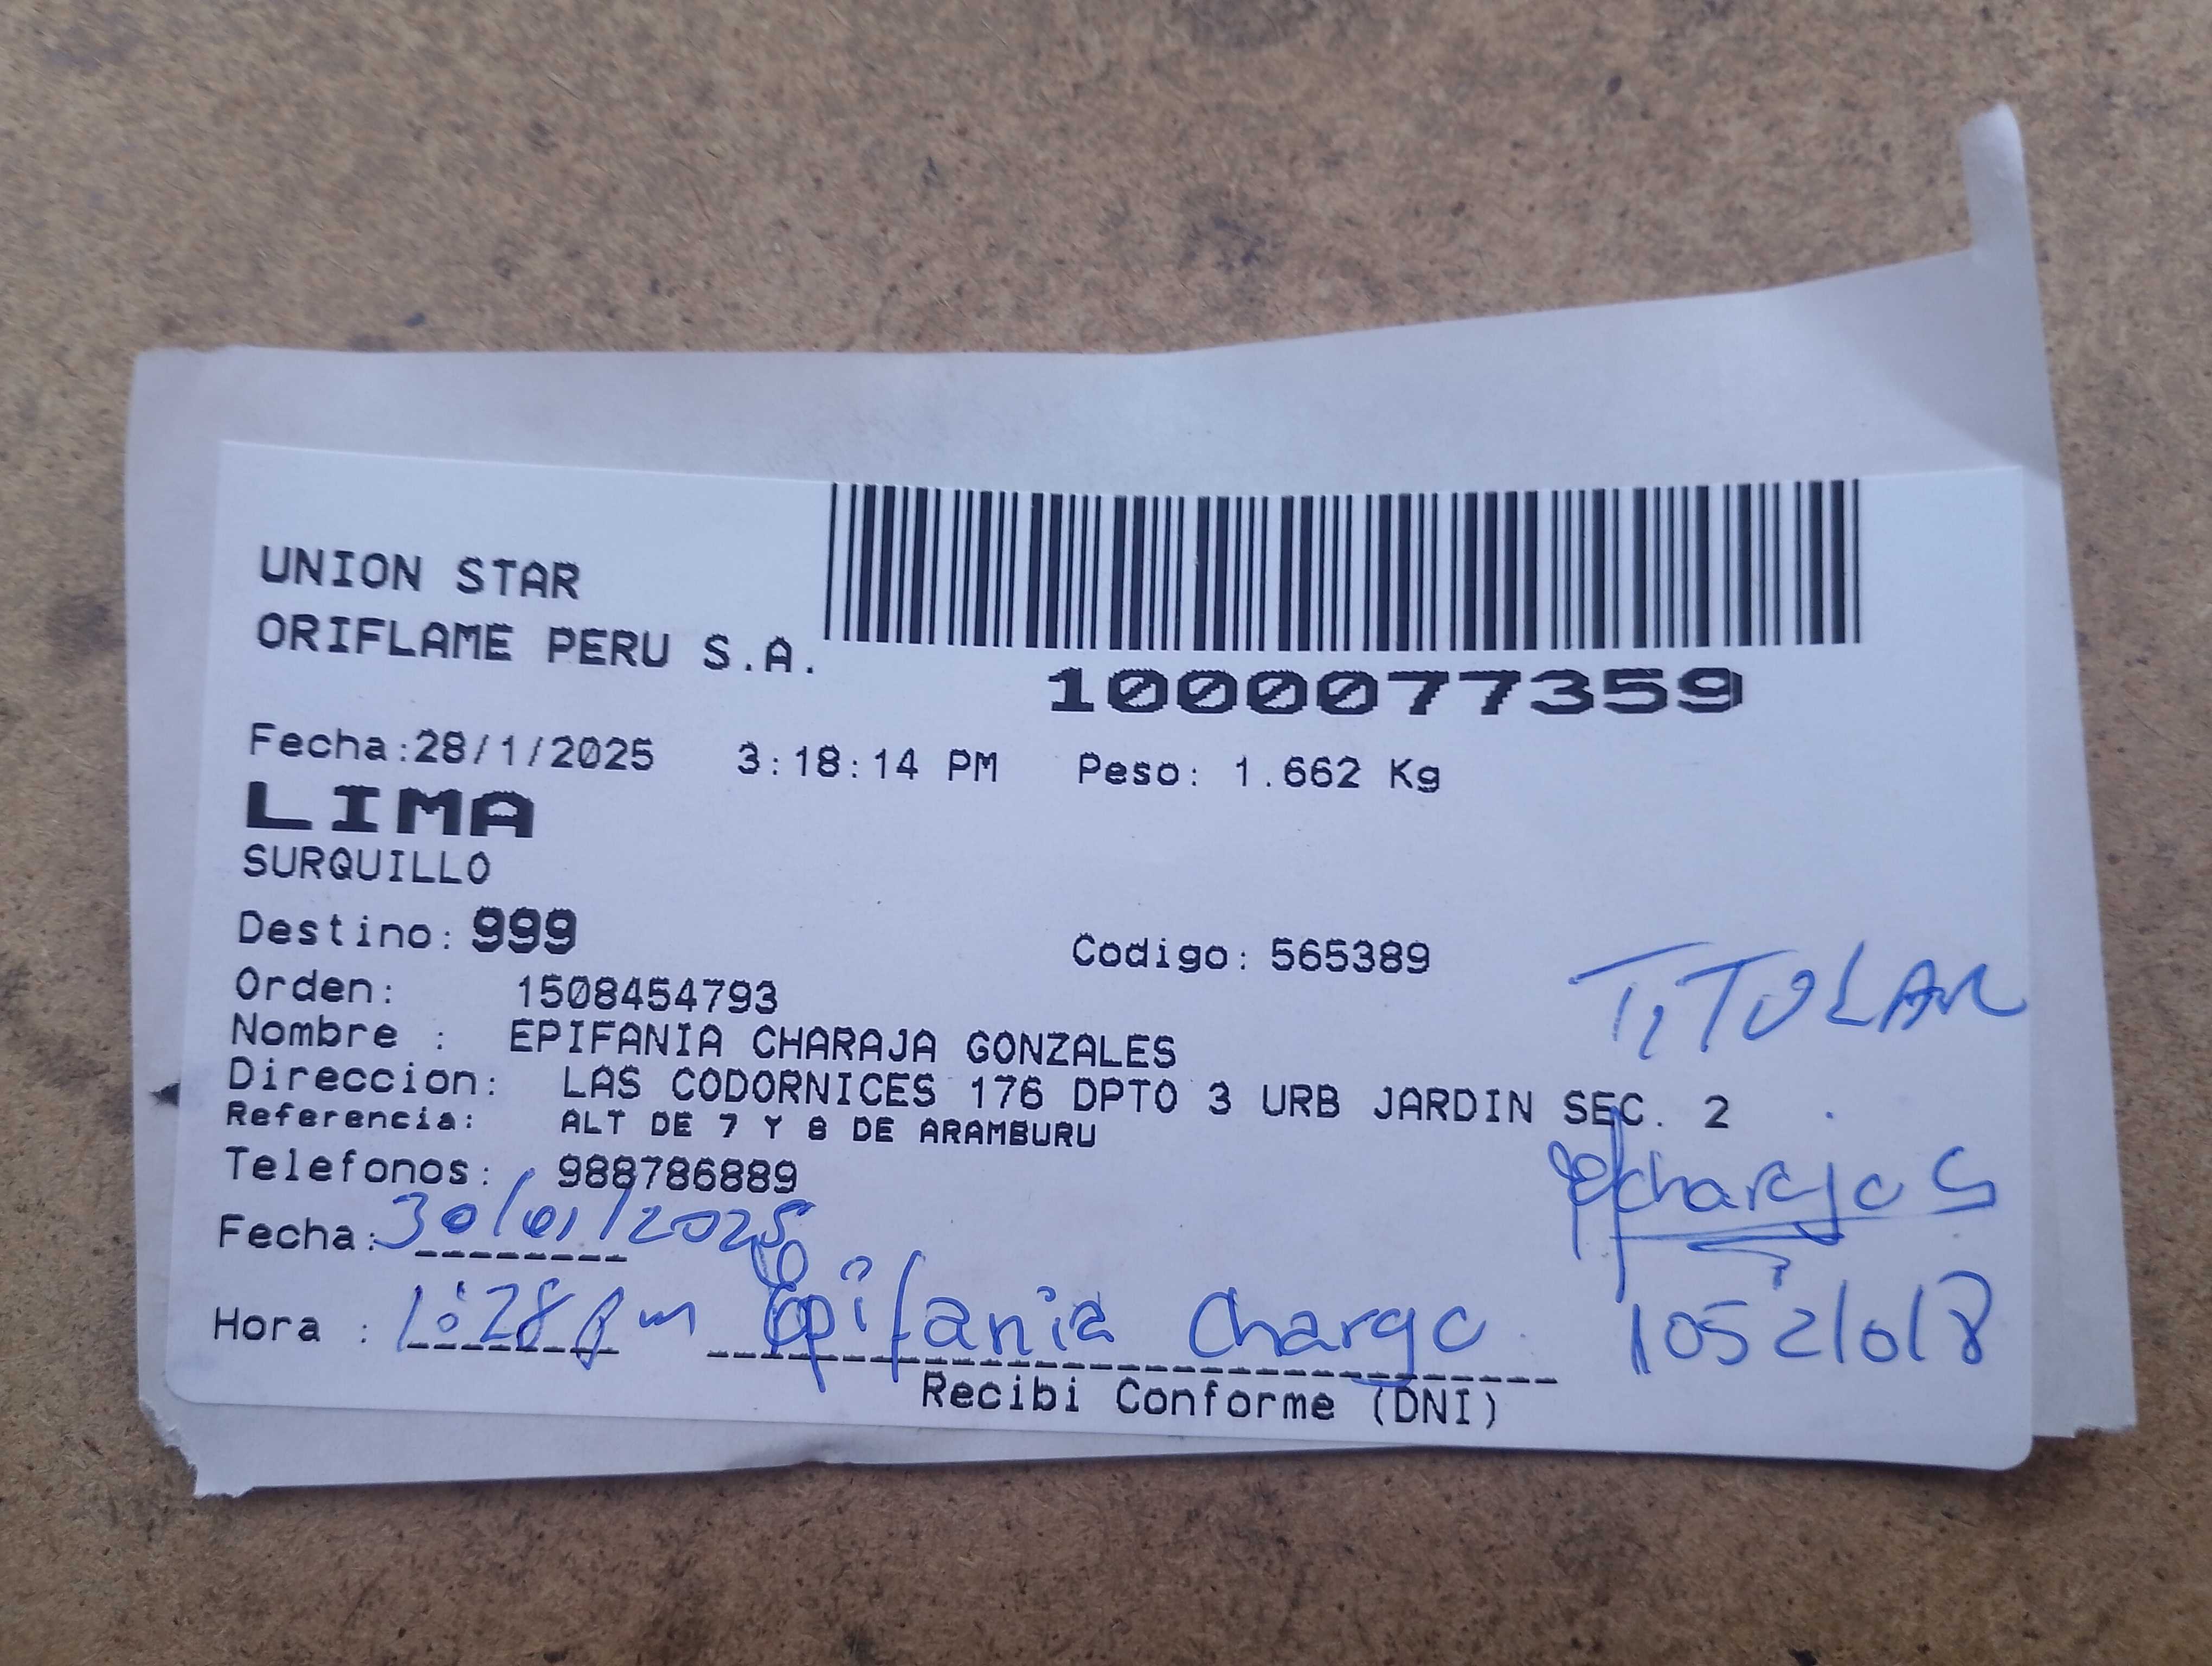 UNION STAR
ORIFLAME PERU S.A.
1000077359
Fecha:28/1/2025 3:18:14 PM Peso: 1.662 Kg
LIMA
SURQUILLO
Destino: 999 Codigo: 565389
TITULAR
Orden: 1508454793
Nombre : EPIFANIA CHARAJA GONZALES
Direccion: LAS CODORNICES 176 DPTO 3 URB JARDIN SEC. 2
Referencia: ALT DE 7 Y 8 DE ARAMBURU
Telefonos: 988786889
Fecha: 30/01/2025
Hora : 1:28 pm Epifania
Recibi Conforme (DNI)